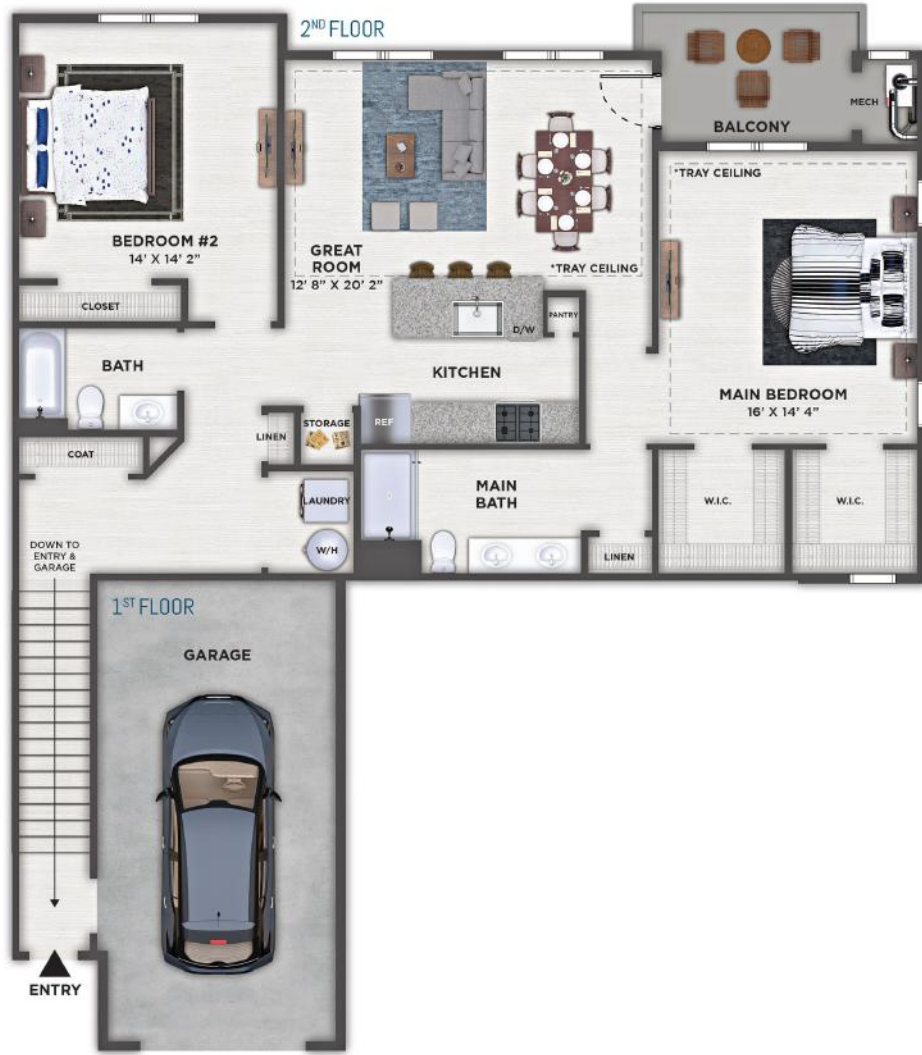 2ND FLOOR
MECH
BALCONY
*TRAY CEILING
BEDROOM #2
14' X 14' 2"
GREAT
ROOM
12' 8" X 20' 2"
*TRAY CEILING
CLOSET
PANTRY
D/W
BATH
KITCHEN
MAIN BEDROOM
16' X 14' 4"
STORAGE
REF
LINEN
COAT
MAIN
BATH
LAUNDRY
W.I.C.
W.I.C.
DOWN TO
ENTRY &
GARAGE
W/H
LINEN
1ST FLOOR
GARAGE
ENTRY